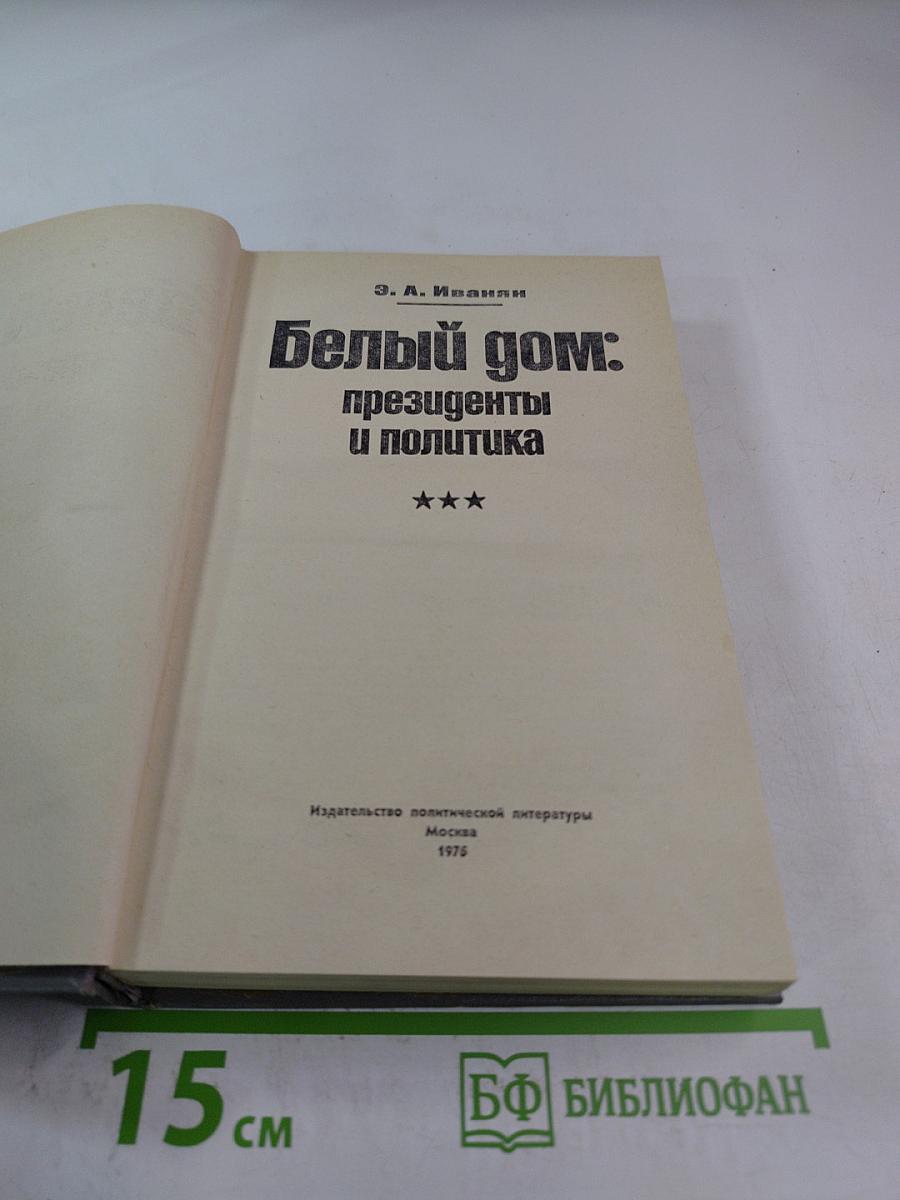 Э. А. Иванян
Белый дом:
президенты
и политика
★★★
Издательство политической литературы
Москва
1975
15 см
БФ БИБЛИОФАН